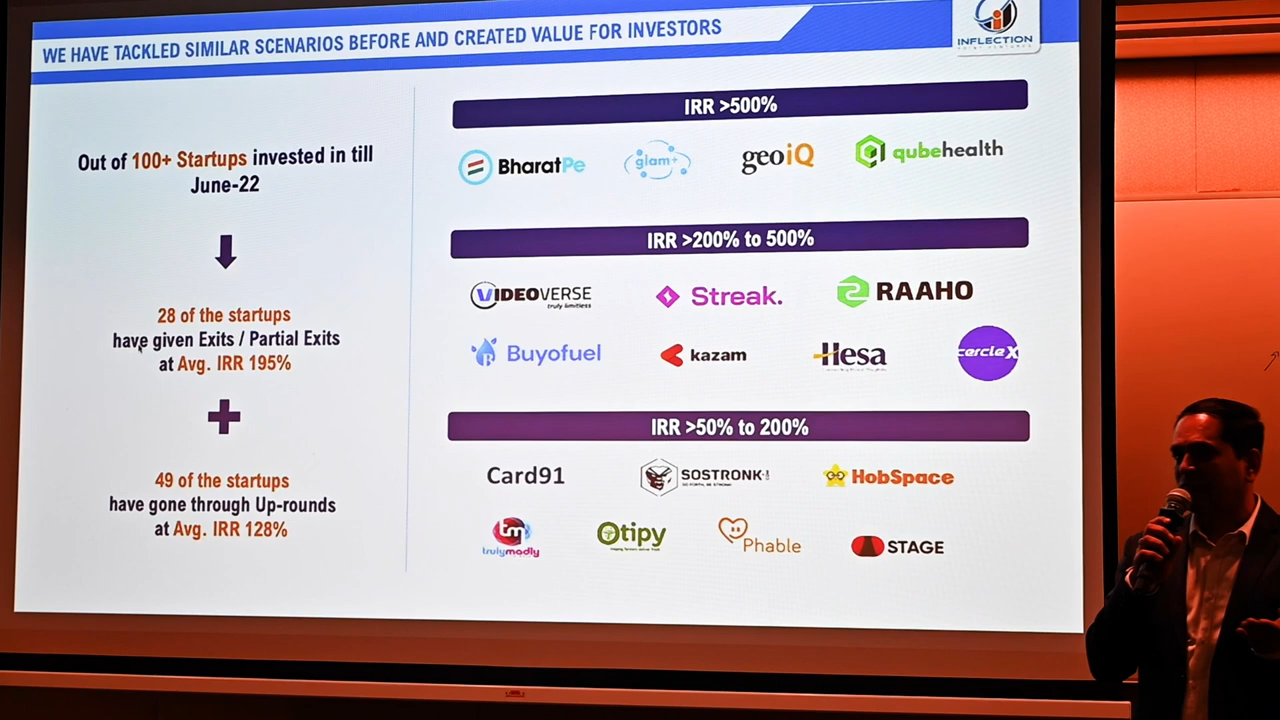 WE HAVE TACKLED SIMILAR SCENARIOS BEFORE AND CREATED VALUE FOR INVESTORS
INFLECTION
POINT VENTURES
Out of 100+ Startups invested in till
June-22
28 of the startups
have given Exits / Partial Exits
at Avg. IRR 195%
49 of the startups
have gone through Up-rounds
at Avg. IRR 128%
IRR >500%
BharatPe
glam+
geoiQ
qubehealth
IRR >200% to 500%
VIDEOVERSE
truly limitless
Streak.
RAAHO
Buyofuel
kazam
Hesa
cercleX
IRR >50% to 200%
Card91
SOSTRONK
HobSpace
tm
trulymadly
Otipy
Phable
STAGE